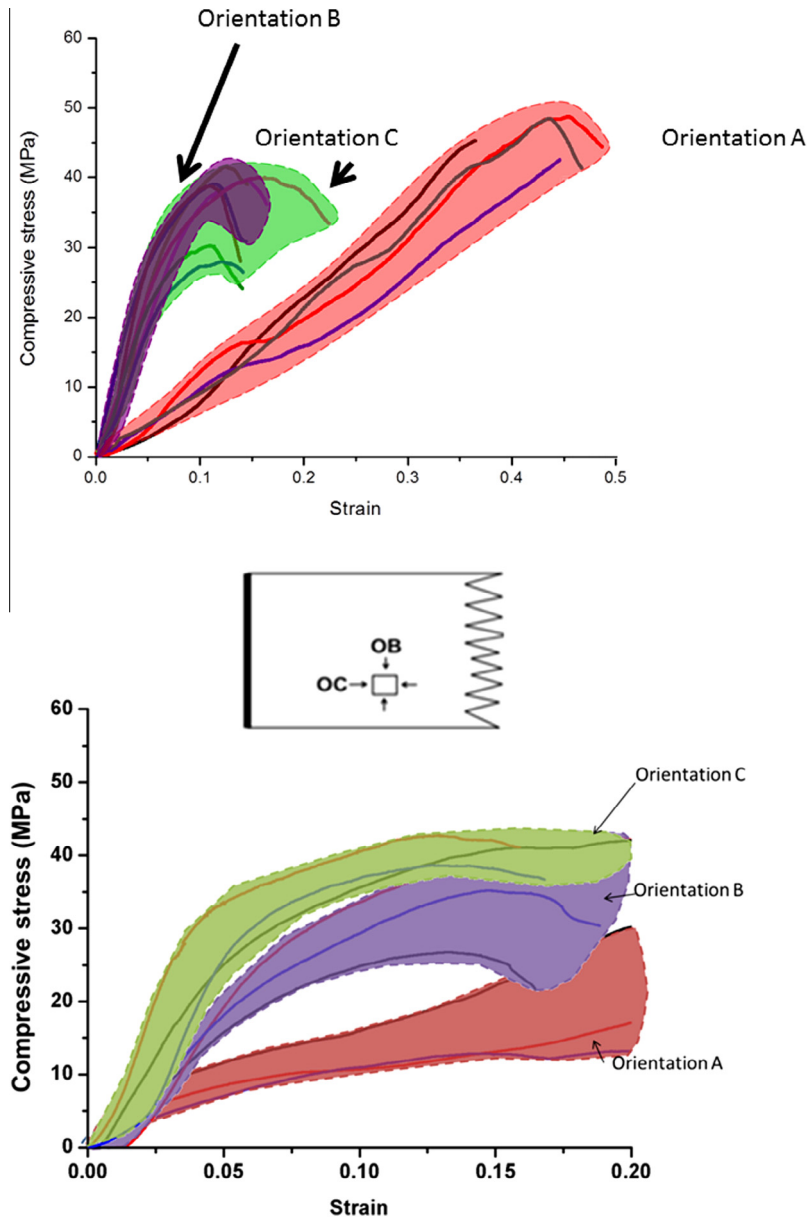 Orientation B
Orientation C
Orientation A
Compressive stress (MPa)
60
50
40
30
20
10
0
0.0 0.1 0.2 0.3 0.4 0.5
Strain
OB
OC
Compressive stress (MPa)
60
50
40
30
20
10
0
Orientation C
Orientation B
Orientation A
0.00 0.05 0.10 0.15 0.20
Strain